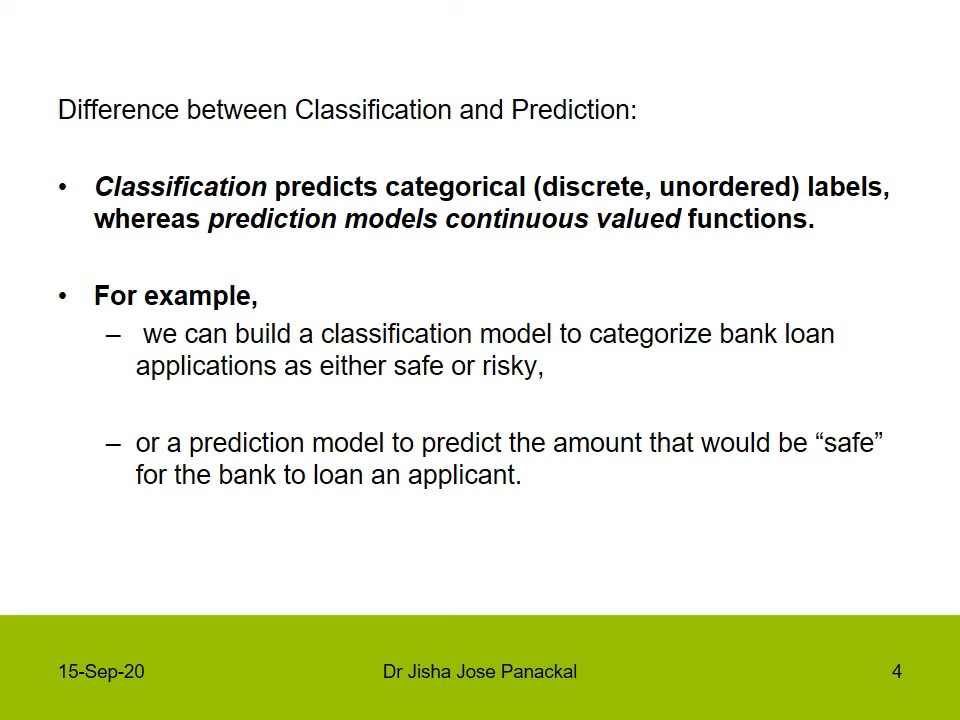 Difference between Classification and Prediction:
• Classification predicts categorical (discrete, unordered) labels,
whereas prediction models continuous valued functions.
• For example,
– we can build a classification model to categorize bank loan
applications as either safe or risky,
– or a prediction model to predict the amount that would be “safe”
for the bank to loan an applicant.
15-Sep-20
Dr Jisha Jose Panackal
4